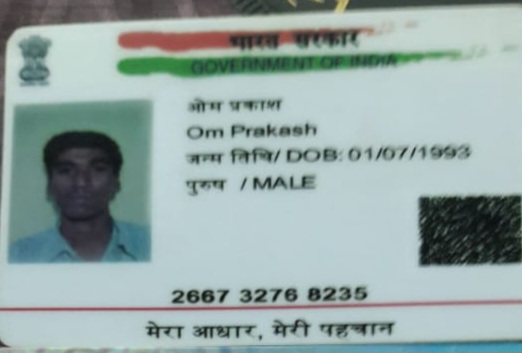 भारत सरकार
GOVERNMENT OF INDIA
ओम प्रकाश
Om Prakash
जन्म तिथि/ DOB: 01/07/1993
पुरुष / MALE
2667 3276 8235
मेरा आधार, मेरी पहचान